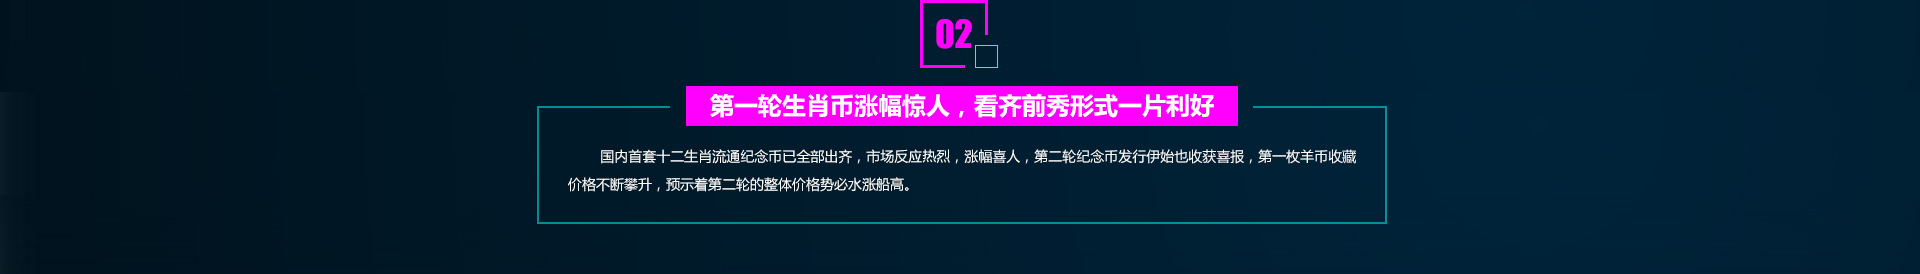 02
第一轮生肖币涨幅惊人，看齐前秀形式一片利好
国内首套十二生肖流通纪念币已全部出齐，市场反应热烈，涨幅喜人，第二轮纪念币发行伊始也收获喜报，第一枚羊币收藏
价格不断攀升，预示着第二轮的整体价格势必水涨船高。